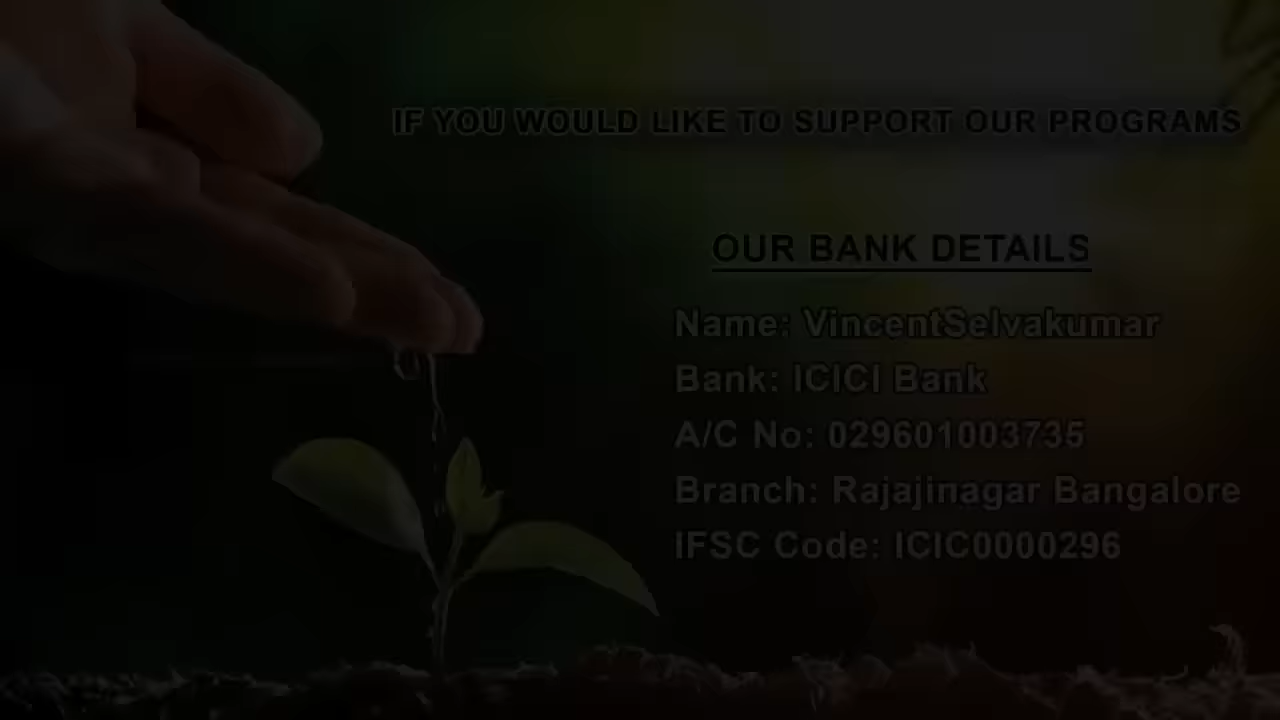 IF YOU WOULD LIKE TO SUPPORT OUR PROGRAMS
OUR BANK DETAILS
Name: VincentSelvakumar
Bank: ICICI Bank
A/C No: 029601003735
Branch: Rajajinagar Bangalore
IFSC Code: ICIC0000296